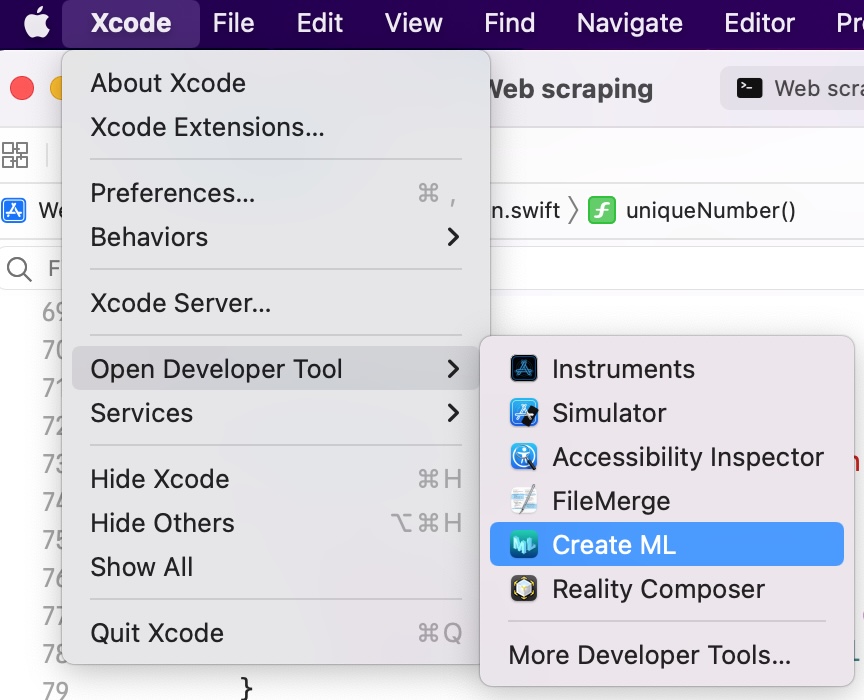 Xcode File Edit View Find Navigate Editor
About Xcode
Web scraping
Web scra
Xcode Extensions...
Preferences... ⌘ ,
n.swift uniqueNumber()
Behaviors
Xcode Server...
69
70
Open Developer Tool
Instruments
71
Services
Simulator
72
Accessibility Inspector
73
Hide Xcode ⌘H
FileMerge
74
Hide Others ⌥⌘H
Create ML
75
Show All
Reality Composer
76
77
Quit Xcode ⌘Q
More Developer Tools...
78
79 }